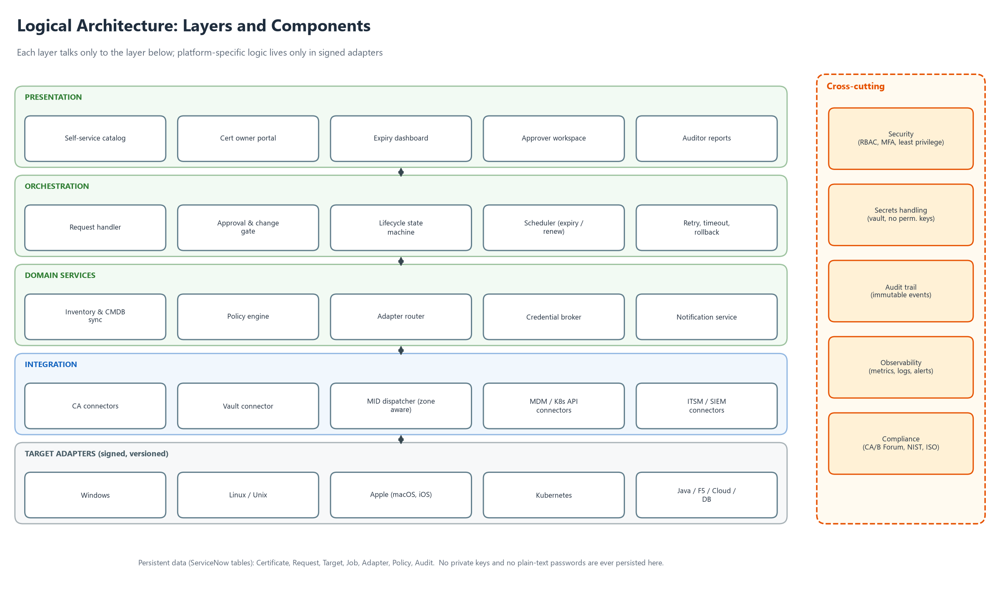 Logical Architecture: Layers and Components
Each layer talks only to the layer below; platform-specific logic lives only in signed adapters
PRESENTATION
Self-service catalog
Cert owner portal
Expiry dashboard
Approver workspace
Auditor reports
ORCHESTRATION
Request handler
Approval & change
gate
Lifecycle state
machine
Scheduler (expiry /
renew)
Retry, timeout,
rollback
DOMAIN SERVICES
Inventory & CMDB
sync
Policy engine
Adapter router
Credential broker
Notification service
INTEGRATION
CA connectors
Vault connector
MID dispatcher (zone
aware)
MDM / K8s API
connectors
ITSM / SIEM
connectors
TARGET ADAPTERS (signed, versioned)
Windows
Linux / Unix
Apple (macOS, iOS)
Kubernetes
Java / F5 / Cloud /
DB
Cross-cutting
Security
(RBAC, MFA, least privilege)
Secrets handling
(vault, no perm. keys)
Audit trail
(immutable events)
Observability
(metrics, logs, alerts)
Compliance
(CA/B Forum, NIST, ISO)
Persistent data (ServiceNow tables): Certificate, Request, Target, Job, Adapter, Policy, Audit.  No private keys and no plain-text passwords are ever persisted here.